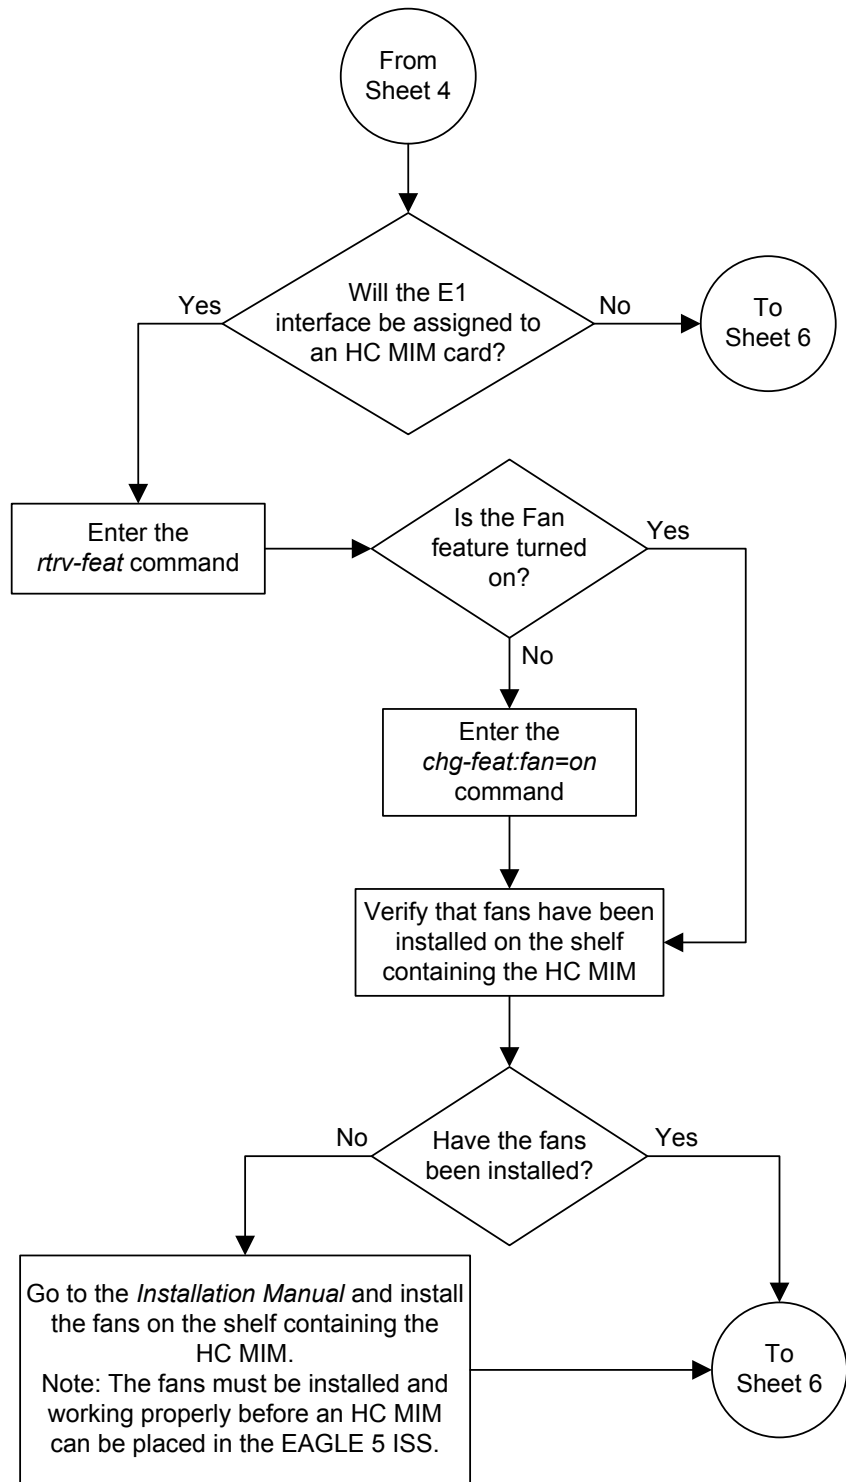 From
Sheet 4
Will the E1
interface be assigned to
an HC MIM card?
Yes
No
To
Sheet 6
Enter the
rtrv-feat command
Is the Fan
feature turned
on?
Yes
No
Enter the
chg-feat:fan=on
command
Verify that fans have been
installed on the shelf
containing the HC MIM
Have the fans
been installed?
No
Yes
Go to the Installation Manual and install
the fans on the shelf containing the
HC MIM.
Note: The fans must be installed and
working properly before an HC MIM
can be placed in the EAGLE 5 ISS.
To
Sheet 6